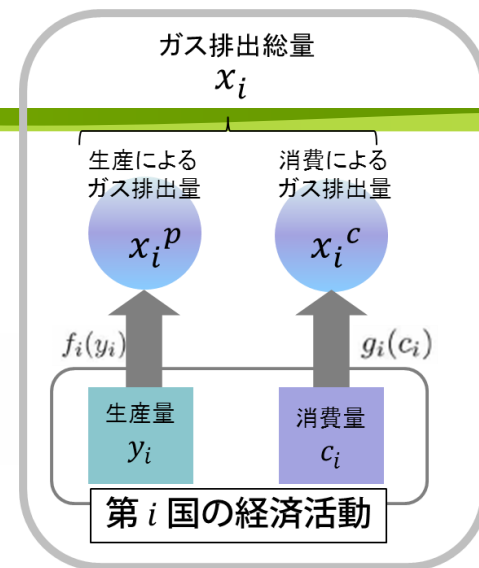 ガス排出総量
x_i
生産による
ガス排出量
消費による
ガス排出量
x_i^p
x_i^c
f_i(y_i)
g_i(c_i)
生産量
y_i
消費量
c_i
第 i 国の経済活動